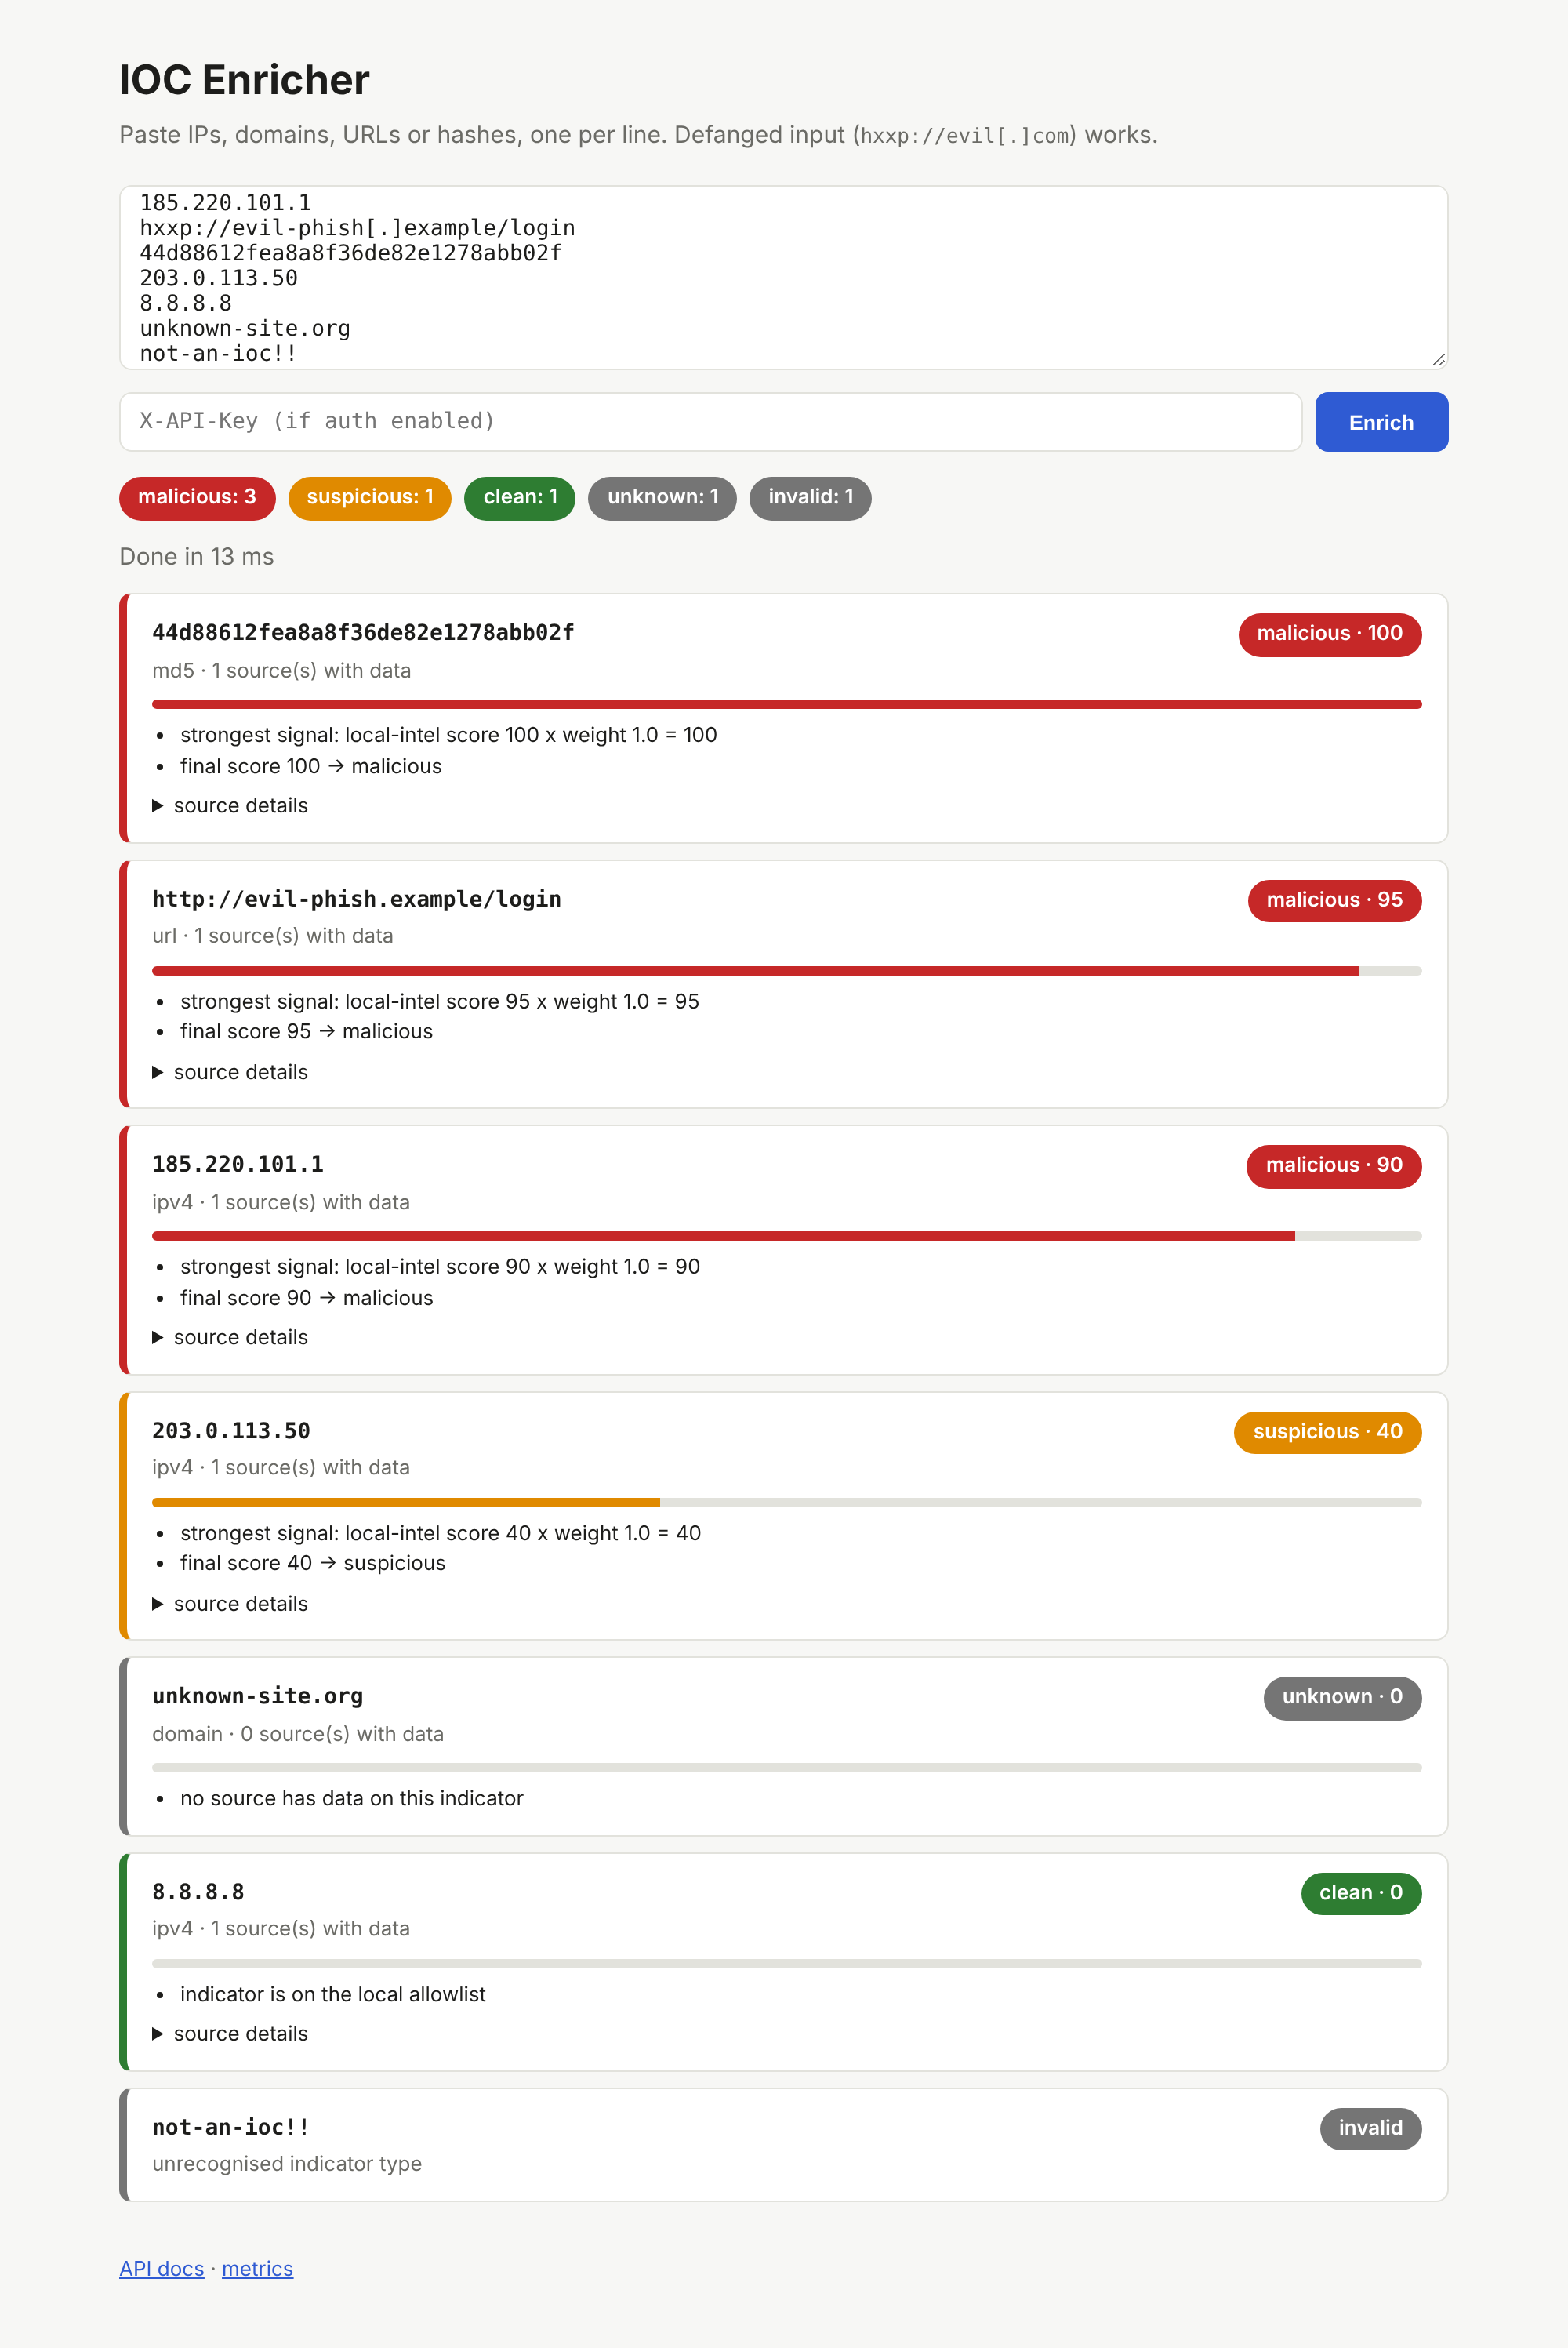 IOC Enricher
Paste IPs, domains, URLs or hashes, one per line. Defanged input (hxxp://evil[.]com) works.
185.220.101.1
hxxp://evil-phish[.]example/login
44d88612fea8a8f36de82e1278abb02f
203.0.113.50
8.8.8.8
unknown-site.org
not-an-ioc!!
X-API-Key (if auth enabled)
Enrich
malicious: 3
suspicious: 1
clean: 1
unknown: 1
invalid: 1
Done in 13 ms
44d88612fea8a8f36de82e1278abb02f
malicious · 100
md5 · 1 source(s) with data
• strongest signal: local-intel score 100 x weight 1.0 = 100
• final score 100 → malicious
▶ source details
http://evil-phish.example/login
malicious · 95
url · 1 source(s) with data
• strongest signal: local-intel score 95 x weight 1.0 = 95
• final score 95 → malicious
▶ source details
185.220.101.1
malicious · 90
ipv4 · 1 source(s) with data
• strongest signal: local-intel score 90 x weight 1.0 = 90
• final score 90 → malicious
▶ source details
203.0.113.50
suspicious · 40
ipv4 · 1 source(s) with data
• strongest signal: local-intel score 40 x weight 1.0 = 40
• final score 40 → suspicious
▶ source details
unknown-site.org
unknown · 0
domain · 0 source(s) with data
• no source has data on this indicator
8.8.8.8
clean · 0
ipv4 · 1 source(s) with data
• indicator is on the local allowlist
▶ source details
not-an-ioc!!
invalid
unrecognised indicator type
API docs · metrics